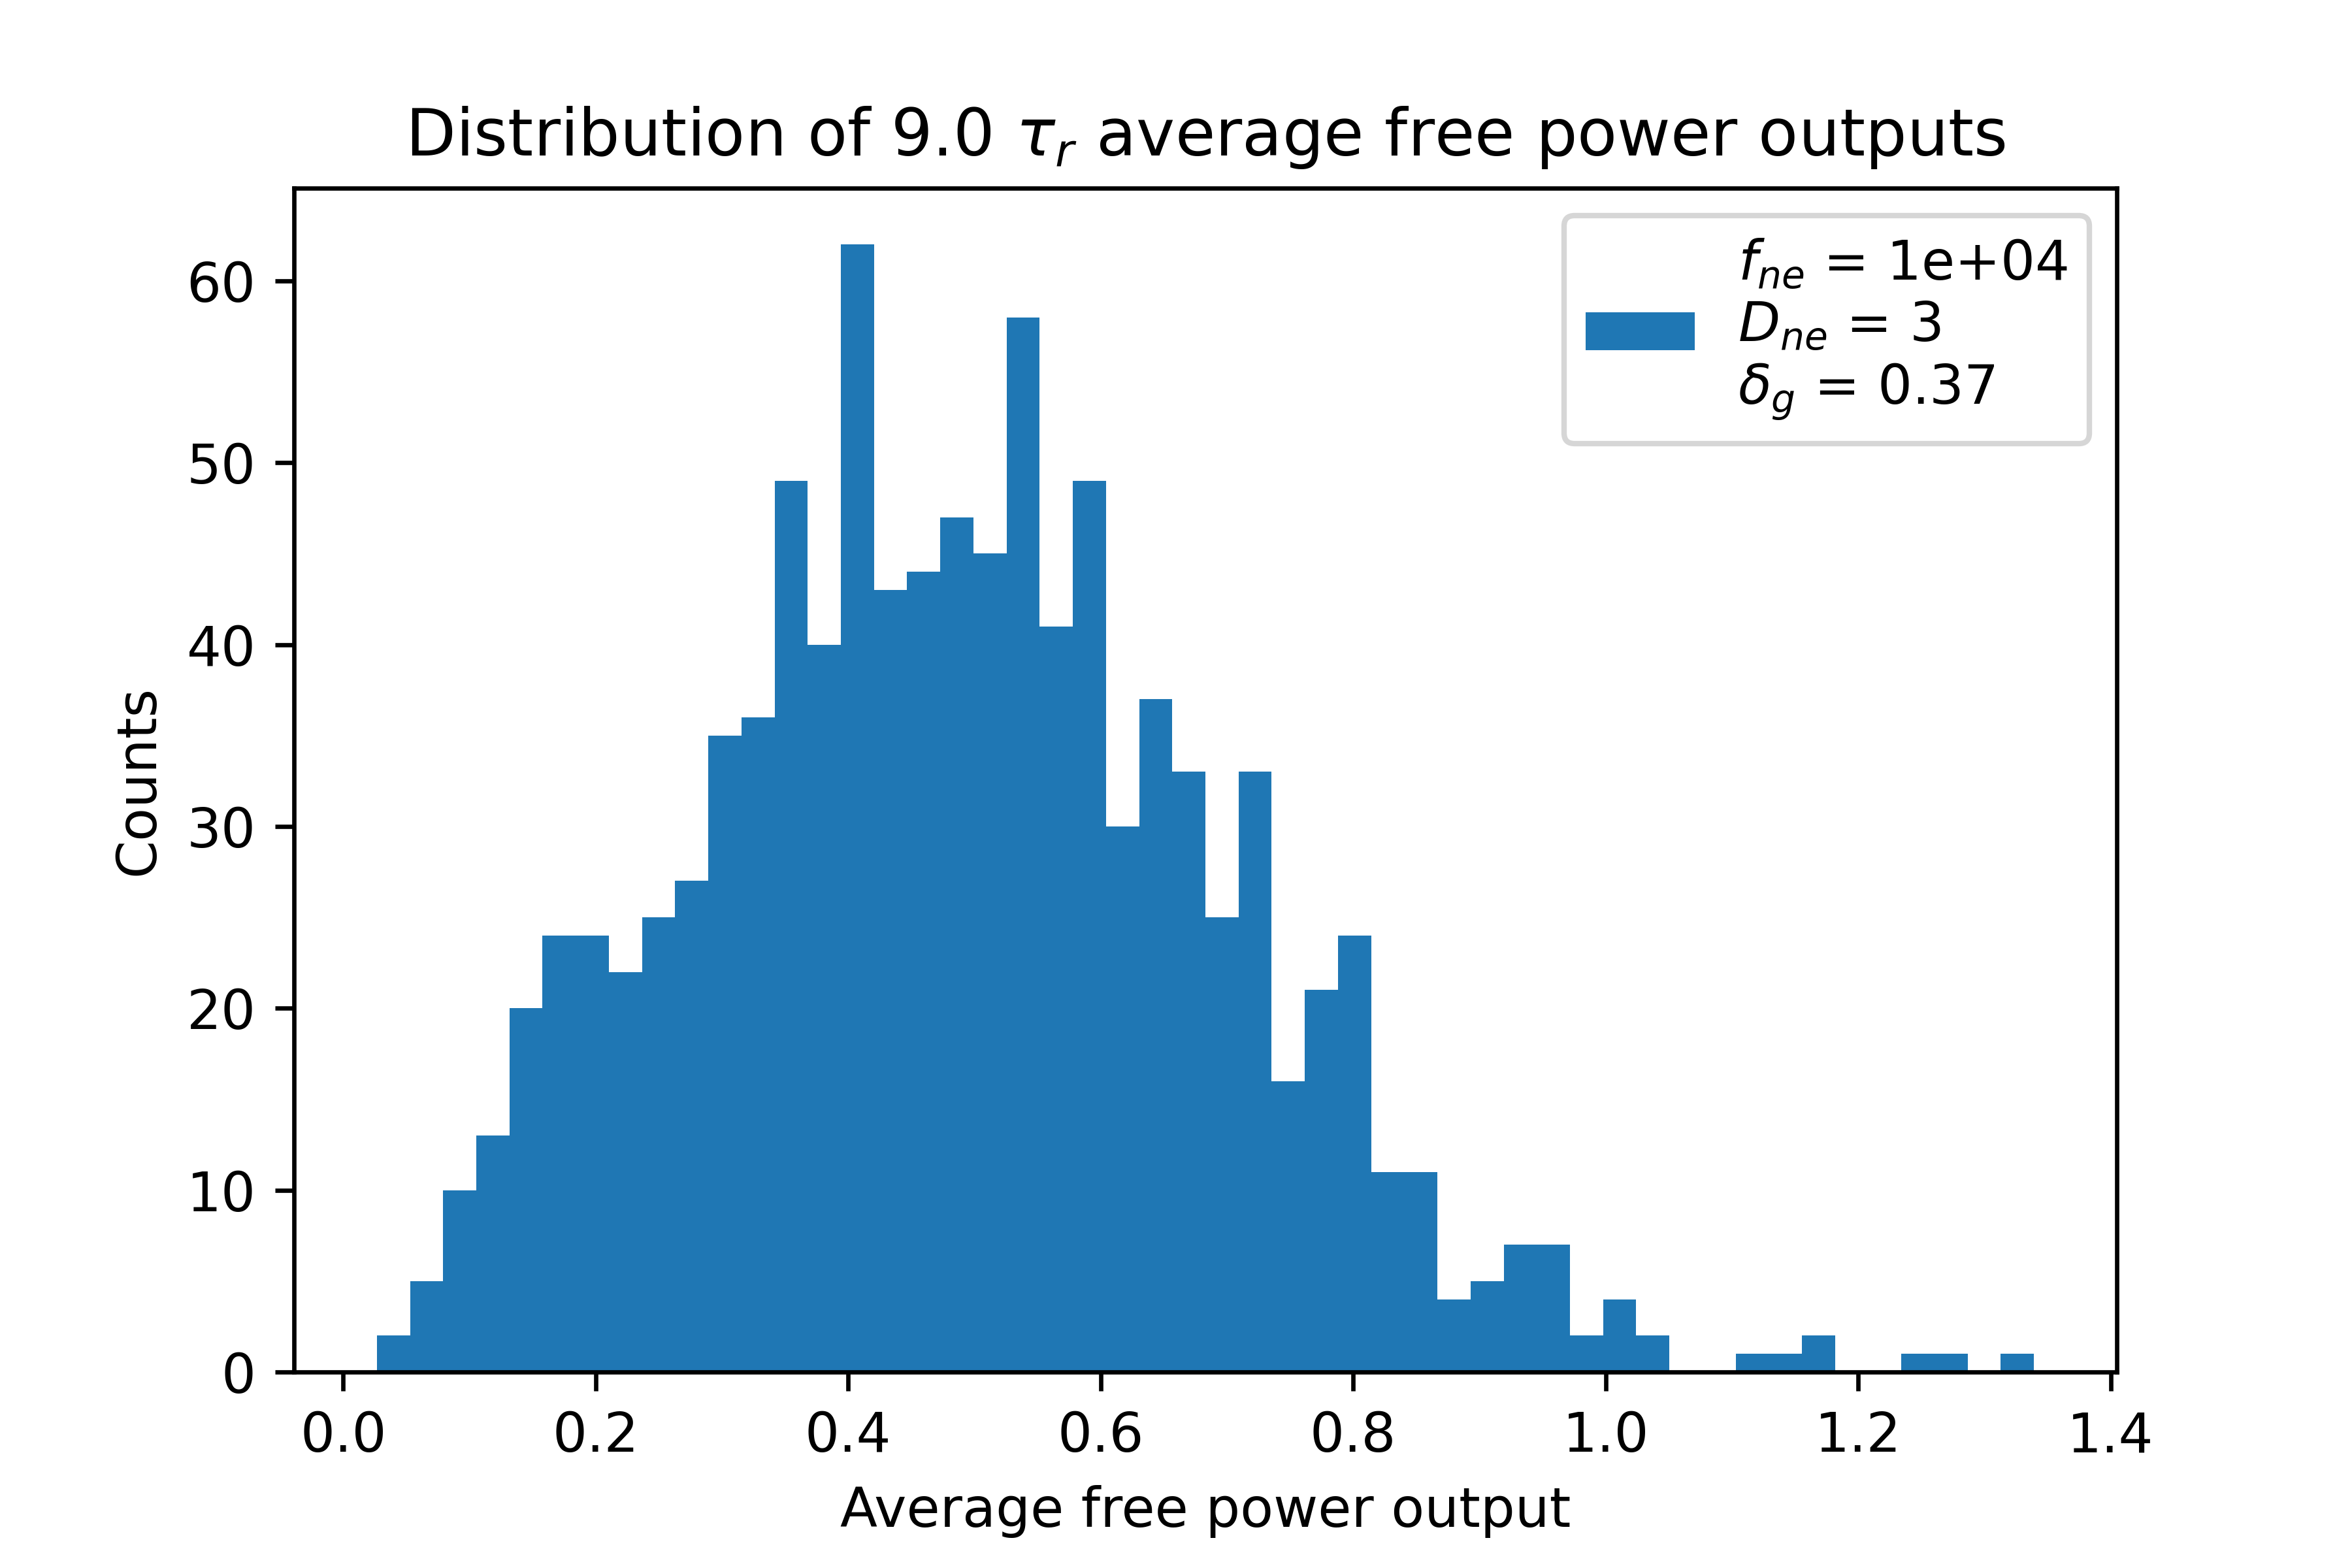 Distribution of 9.0 τr average free power outputs
fne = 1e+04
Dne = 3
δg = 0.37
60
50
40
30
20
10
0
Counts
0.0 0.2 0.4 0.6 0.8 1.0 1.2 1.4
Average free power output